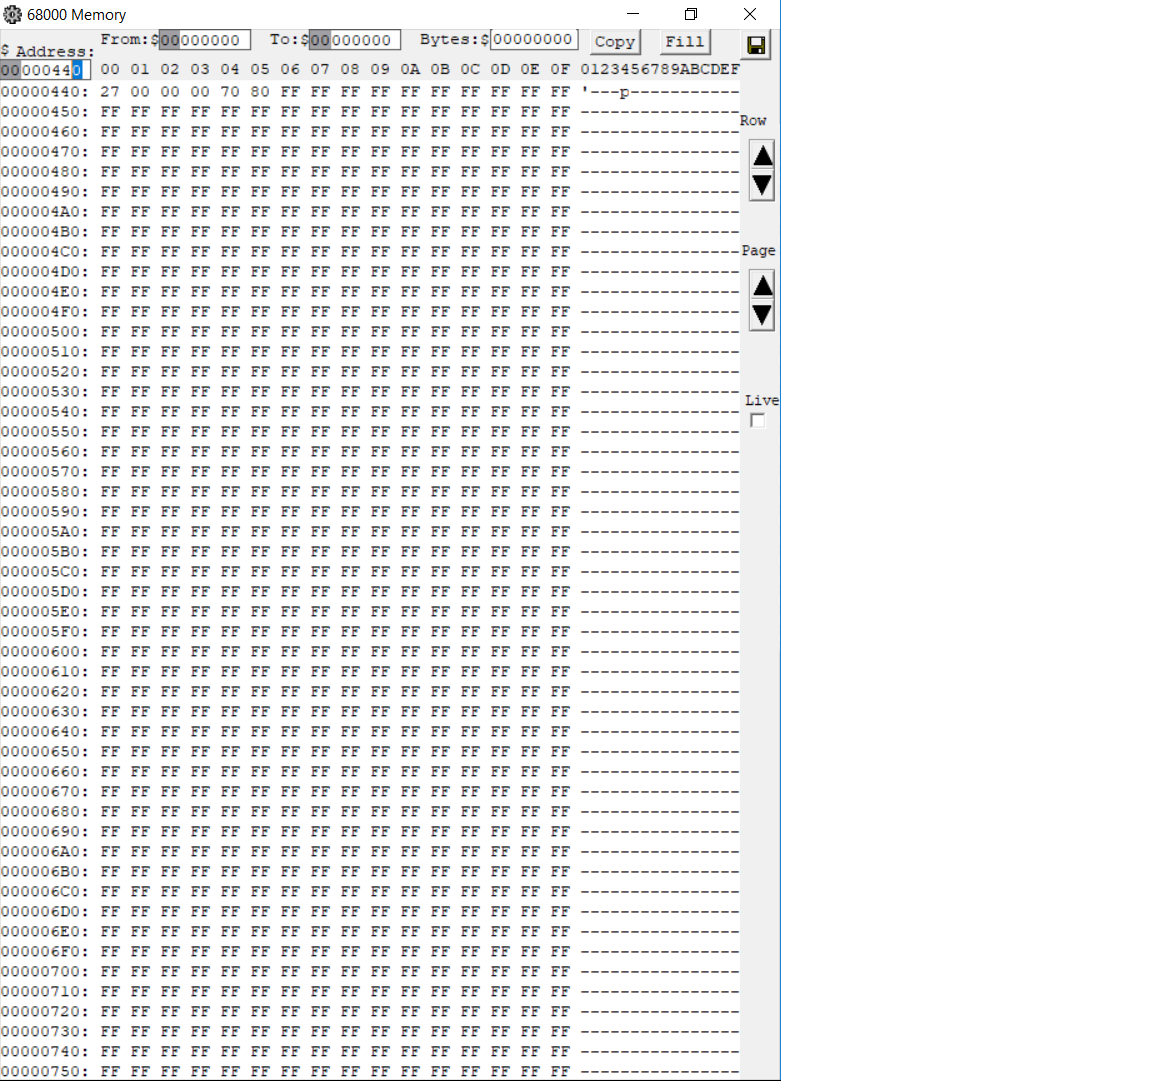 68000 Memory
From:$00000000 To:$00000000 Bytes:$00000000 Copy Fill
$ Address:
00000440 00 01 02 03 04 05 06 07 08 09 0A 0B 0C 0D 0E 0F 0123456789ABCDEF
00000440: 27 00 00 00 70 80 FF FF FF FF FF FF FF FF FF FF '---p-----------
00000450: FF FF FF FF FF FF FF FF FF FF FF FF FF FF FF FF ----------------
Row
00000460: FF FF FF FF FF FF FF FF FF FF FF FF FF FF FF FF ----------------
00000470: FF FF FF FF FF FF FF FF FF FF FF FF FF FF FF FF ----------------
00000480: FF FF FF FF FF FF FF FF FF FF FF FF FF FF FF FF ----------------
00000490: FF FF FF FF FF FF FF FF FF FF FF FF FF FF FF FF ----------------
000004A0: FF FF FF FF FF FF FF FF FF FF FF FF FF FF FF FF ----------------
000004B0: FF FF FF FF FF FF FF FF FF FF FF FF FF FF FF FF ----------------
000004C0: FF FF FF FF FF FF FF FF FF FF FF FF FF FF FF FF ----------------
Page
000004D0: FF FF FF FF FF FF FF FF FF FF FF FF FF FF FF FF ----------------
000004E0: FF FF FF FF FF FF FF FF FF FF FF FF FF FF FF FF ----------------
000004F0: FF FF FF FF FF FF FF FF FF FF FF FF FF FF FF FF ----------------
00000500: FF FF FF FF FF FF FF FF FF FF FF FF FF FF FF FF ----------------
00000510: FF FF FF FF FF FF FF FF FF FF FF FF FF FF FF FF ----------------
00000520: FF FF FF FF FF FF FF FF FF FF FF FF FF FF FF FF ----------------
00000530: FF FF FF FF FF FF FF FF FF FF FF FF FF FF FF FF ----------------
Live
00000540: FF FF FF FF FF FF FF FF FF FF FF FF FF FF FF FF ----------------
00000550: FF FF FF FF FF FF FF FF FF FF FF FF FF FF FF FF ----------------
00000560: FF FF FF FF FF FF FF FF FF FF FF FF FF FF FF FF ----------------
00000570: FF FF FF FF FF FF FF FF FF FF FF FF FF FF FF FF ----------------
00000580: FF FF FF FF FF FF FF FF FF FF FF FF FF FF FF FF ----------------
00000590: FF FF FF FF FF FF FF FF FF FF FF FF FF FF FF FF ----------------
000005A0: FF FF FF FF FF FF FF FF FF FF FF FF FF FF FF FF ----------------
000005B0: FF FF FF FF FF FF FF FF FF FF FF FF FF FF FF FF ----------------
000005C0: FF FF FF FF FF FF FF FF FF FF FF FF FF FF FF FF ----------------
000005D0: FF FF FF FF FF FF FF FF FF FF FF FF FF FF FF FF ----------------
000005E0: FF FF FF FF FF FF FF FF FF FF FF FF FF FF FF FF ----------------
000005F0: FF FF FF FF FF FF FF FF FF FF FF FF FF FF FF FF ----------------
00000600: FF FF FF FF FF FF FF FF FF FF FF FF FF FF FF FF ----------------
00000610: FF FF FF FF FF FF FF FF FF FF FF FF FF FF FF FF ----------------
00000620: FF FF FF FF FF FF FF FF FF FF FF FF FF FF FF FF ----------------
00000630: FF FF FF FF FF FF FF FF FF FF FF FF FF FF FF FF ----------------
00000640: FF FF FF FF FF FF FF FF FF FF FF FF FF FF FF FF ----------------
00000650: FF FF FF FF FF FF FF FF FF FF FF FF FF FF FF FF ----------------
00000660: FF FF FF FF FF FF FF FF FF FF FF FF FF FF FF FF ----------------
00000670: FF FF FF FF FF FF FF FF FF FF FF FF FF FF FF FF ----------------
00000680: FF FF FF FF FF FF FF FF FF FF FF FF FF FF FF FF ----------------
00000690: FF FF FF FF FF FF FF FF FF FF FF FF FF FF FF FF ----------------
000006A0: FF FF FF FF FF FF FF FF FF FF FF FF FF FF FF FF ----------------
000006B0: FF FF FF FF FF FF FF FF FF FF FF FF FF FF FF FF ----------------
000006C0: FF FF FF FF FF FF FF FF FF FF FF FF FF FF FF FF ----------------
000006D0: FF FF FF FF FF FF FF FF FF FF FF FF FF FF FF FF ----------------
000006E0: FF FF FF FF FF FF FF FF FF FF FF FF FF FF FF FF ----------------
000006F0: FF FF FF FF FF FF FF FF FF FF FF FF FF FF FF FF ----------------
00000700: FF FF FF FF FF FF FF FF FF FF FF FF FF FF FF FF ----------------
00000710: FF FF FF FF FF FF FF FF FF FF FF FF FF FF FF FF ----------------
00000720: FF FF FF FF FF FF FF FF FF FF FF FF FF FF FF FF ----------------
00000730: FF FF FF FF FF FF FF FF FF FF FF FF FF FF FF FF ----------------
00000740: FF FF FF FF FF FF FF FF FF FF FF FF FF FF FF FF ----------------
00000750: FF FF FF FF FF FF FF FF FF FF FF FF FF FF FF FF ----------------